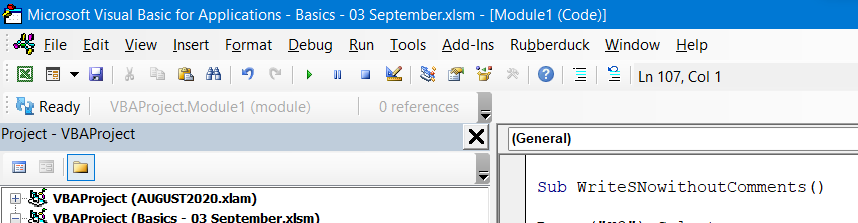 Microsoft Visual Basic for Applications - Basics - 03 September.xlsm - [Module1 (Code)]
File Edit View Insert Format Debug Run Tools Add-Ins Rubberduck Window Help
Ln 107, Col 1
Ready VBAProject.Module1 (module) 0 references
Project - VBAProject
(General)
Sub WriteSNowithoutComments()
VBAProject (AUGUST2020.xlam)
VBAProject (Basics - 03 September.xlsm)